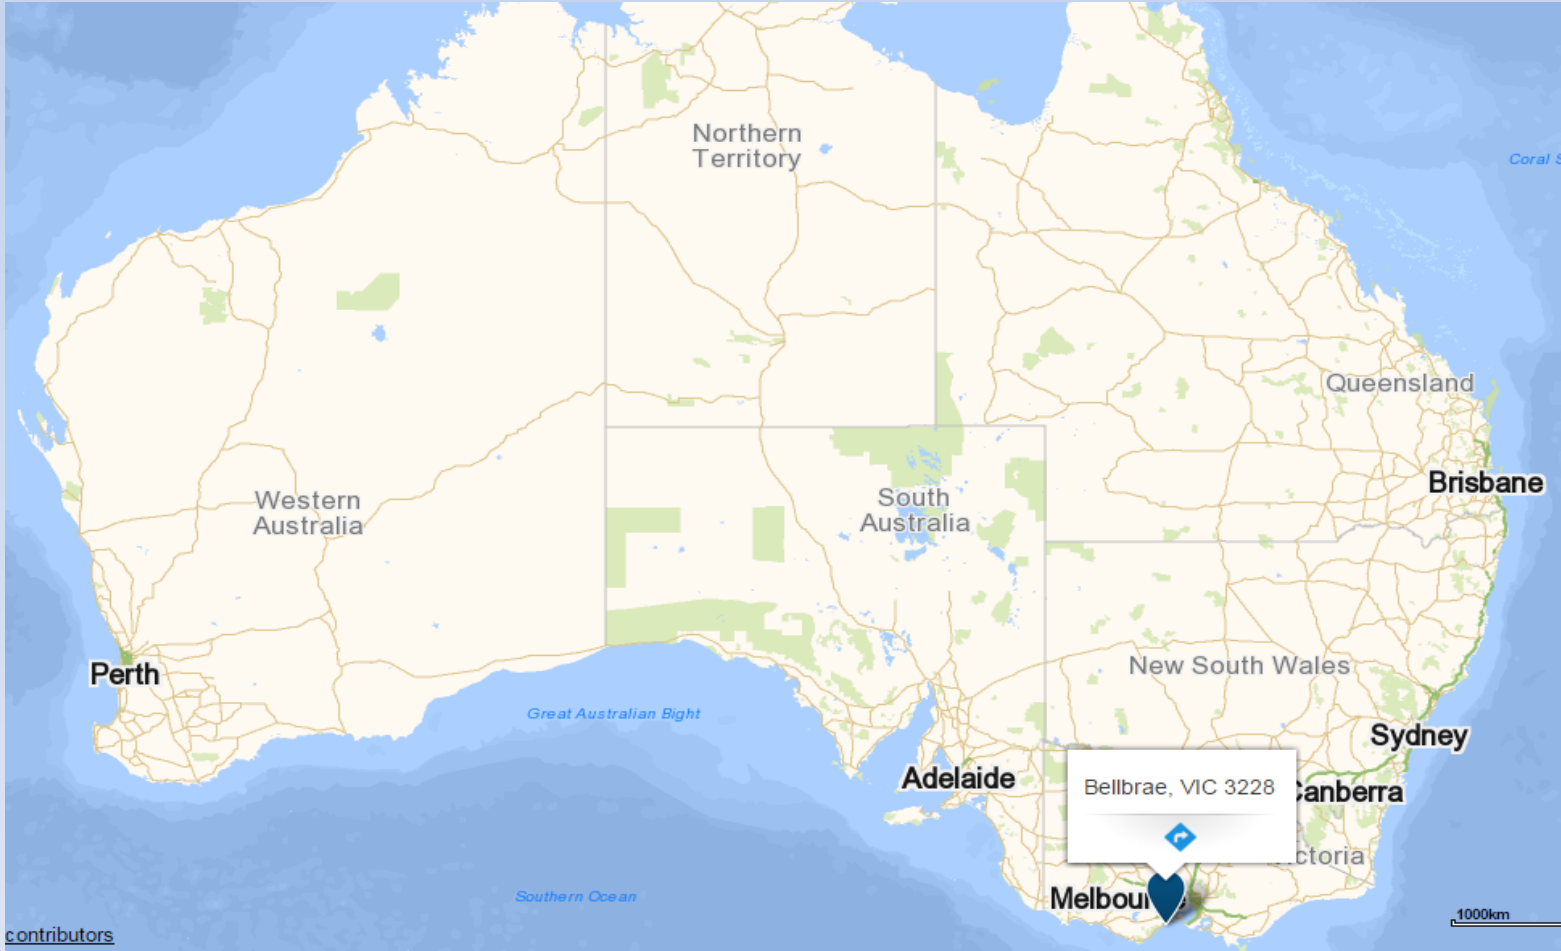 Northern
Territory
Coral S
Queensland
Brisbane
Western
Australia
South
Australia
Perth
New South Wales
Great Australian Bight
Sydney
Adelaide
Bellbrae, VIC 3228
Canberra
ctoria
Melbou e
Southern Ocean
1000km
contributors